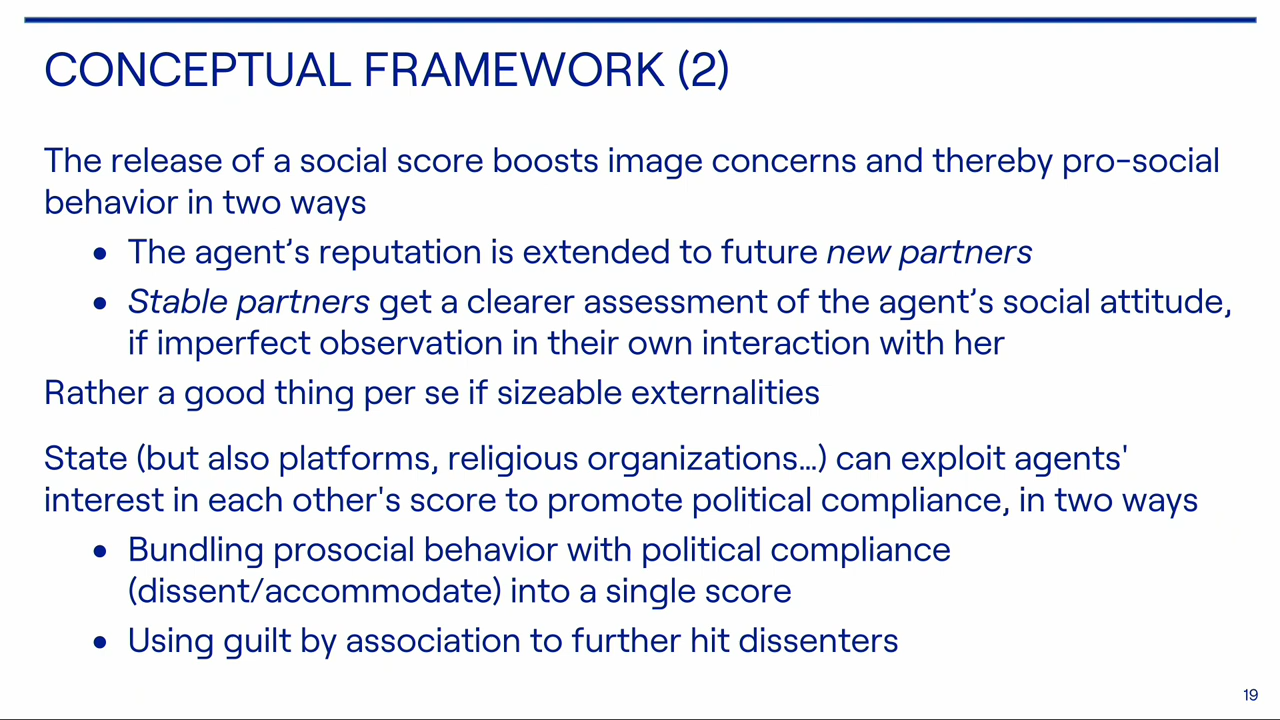 CONCEPTUAL FRAMEWORK (2)
The release of a social score boosts image concerns and thereby pro-social
behavior in two ways
• The agent’s reputation is extended to future new partners
• Stable partners get a clearer assessment of the agent’s social attitude,
if imperfect observation in their own interaction with her
Rather a good thing per se if sizeable externalities
State (but also platforms, religious organizations…) can exploit agents'
interest in each other's score to promote political compliance, in two ways
• Bundling prosocial behavior with political compliance
(dissent/accommodate) into a single score
• Using guilt by association to further hit dissenters
19